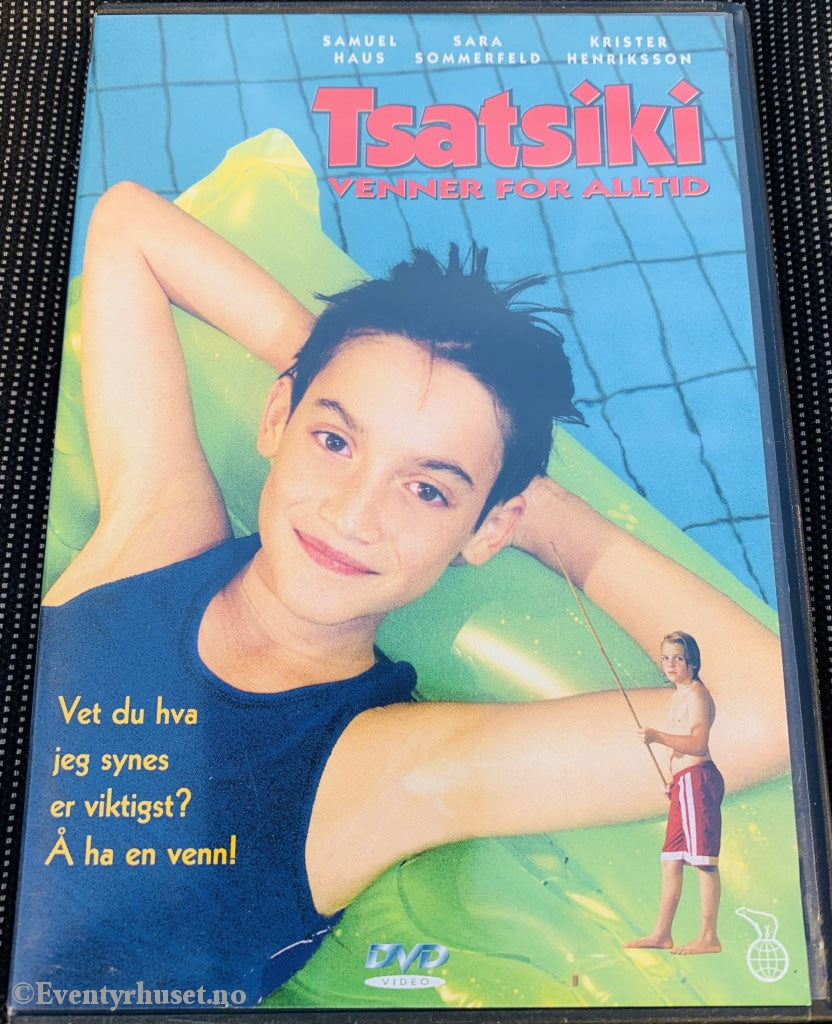 SAMUEL SARA KRISTER
HAUS SOMMERFELD HENRIKSSON
Tsatsiki
VENNER FOR ALLTID
Vet du hva
jeg synes
er viktigst?
Å ha en venn!
DVD
VIDEO
©Eventyrhuset.no